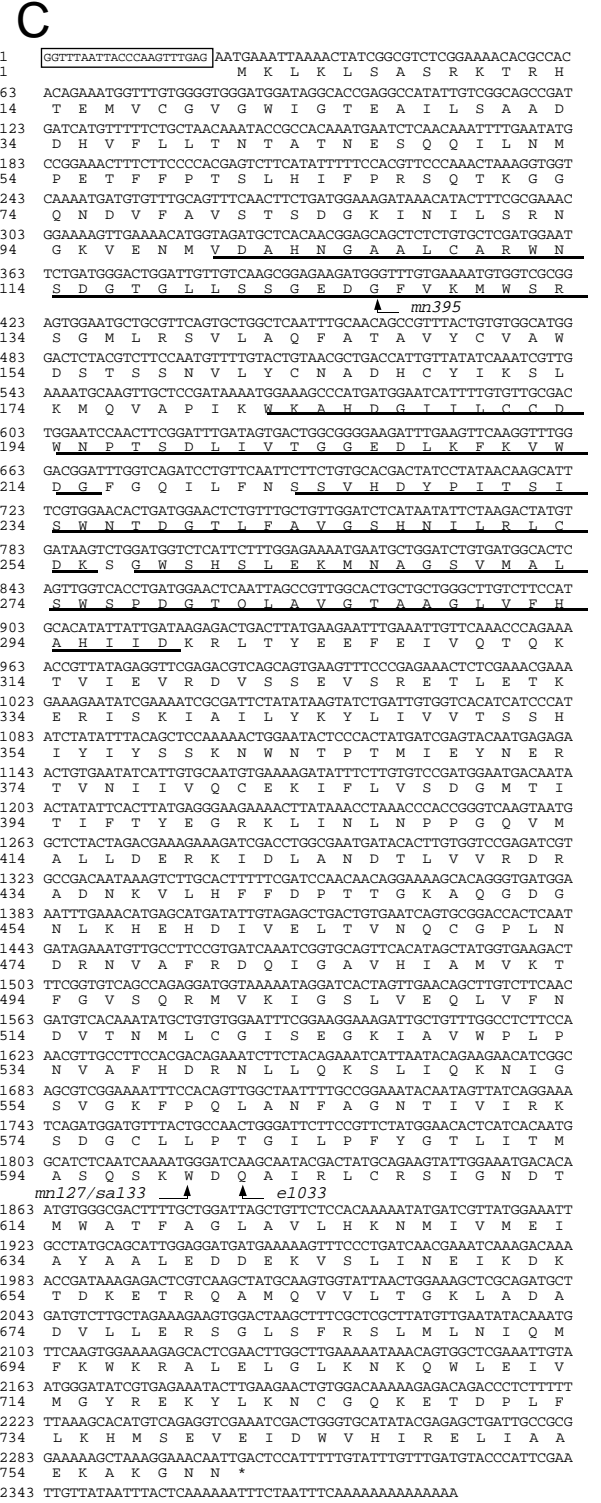 C
1 GGTTTAATTACCCAAGTTTGAG AATGAAATTAAAACTATCGGCGTCTCGGAAAACACGCCAC
1 M K L K L S A S R K T R H
63 ACAGAAATGGTTTGTGGGGTGGGATGGATAGGCACCGAGGCCATATTGTCGGCAGCCGAT
14 T E M V C G V G W I G T E A I L S A A D
123 GATCATGTTTTTCTGCTAACAAATACCGCCACAAATGAATCTCAACAAATTTTGAATATG
34 D H V F L L T N T A T N E S Q Q I L N M
183 CCGGAAACTTTCTTCCCCACGAGTCTTCATATTTTTCCACGTTCCCAAACTAAAGGTGGT
54 P E T F F P T S L H I F P R S Q T K G G
243 CAAAATGATGTGTTTGCAGTTTCAACTTCTGATGGAAAGATAAACATACTTTCGCGAAAC
74 Q N D V F A V S T S D G K I N I L S R N
303 GGAAAAGTTGAAAACATGGTAGATGCTCACAACGGAGCAGCTCTCTGTGCTCGATGGAAT
94 G K V E N M V D A H N G A A L C A R W N
363 TCTGATGGGACTGGATTGTTGTCAAGCGGAGAAGATGGGTTTGTGAAAATGTGGTCGCGG
114 S D G T G L L S S G E D G F V K M W S R
mn395
423 AGTGGAATGCTGCGTTCAGTGCTGGCTCAATTTGCAACAGCCGTTTACTGTGTGGCATGG
134 S G M L R S V L A Q F A T A V Y C V A W
483 GACTCTACGTCTTCCAATGTTTTGTACTGTAACGCTGACCATTGTTATATCAAATCGTTG
154 D S T S S N V L Y C N A D H C Y I K S L
543 AAAATGCAAGTTGCTCCGATAAAATGGAAAGCCCATGATGGAATCATTTTGTGTTGCGAC
174 K M Q V A P I K W K A H D G I I L C C D
603 TGGAATCCAACTTCGGATTTGATAGTGACTGGCGGGGAAGATTTGAAGTTCAAGGTTTGG
194 W N P T S D L I V T G G E D L K F K V W
663 GACGGATTTGGTCAGATCCTGTTCAATTCTTCTGTGCACGACTATCCTATAACAAGCATT
214 D G F G Q I L F N S S V H D Y P I T S I
723 TCGTGGAACACTGATGGAACTCTGTTTGCTGTTGGATCTCATAATATTCTAAGACTATGT
234 S W N T D G T L F A V G S H N I L R L C
783 GATAAGTCTGGATGGTCTCATTCTTTGGAGAAAATGAATGCTGGATCTGTGATGGCACTC
254 D K S G W S H S L E K M N A G S V M A L
843 AGTTGGTCACCTGATGGAACTCAATTAGCCGTTGGCACTGCTGCTGGGCTTGTCTTCCAT
274 S W S P D G T Q L A V G T A A G L V F H
903 GCACATATTATTGATAAGAGACTGACTTATGAAGAATTTGAAATTGTTCAAACCCAGAAA
294 A H I I D K R L T Y E E F E I V Q T Q K
963 ACCGTTATAGAGGTTCGAGACGTCAGCAGTGAAGTTTCCCGAGAAACTCTCGAAACGAAA
314 T V I E V R D V S S E V S R E T L E T K
1023 GAAAGAATATCGAAAATCGCGATTCTATATAAGTATCTGATTGTGGTCACATCATCCCAT
334 E R I S K I A I L Y K Y L I V V T S S H
1083 ATCTATATTTACAGCTCCAAAAACTGGAATACTCCCACTATGATCGAGTACAATGAGAGA
354 I Y I Y S S K N W N T P T M I E Y N E R
1143 ACTGTGAATATCATTGTGCAATGTGAAAAGATATTTCTTGTGTCCGATGGAATGACAATA
374 T V N I I V Q C E K I F L V S D G M T I
1203 ACTATATTCACTTATGAGGGAAGAAAACTTATAAACCTAAACCCACCGGGTCAAGTAATG
394 T I F T Y E G R K L I N L N P P G Q V M
1263 GCTCTACTAGACGAAAGAAAGATCGACCTGGCGAATGATACACTTGTGGTCCGAGATCGT
414 A L L D E R K I D L A N D T L V V R D R
1323 GCCGACAATAAAGTCTTGCACTTTTTCGATCCAACAACAGGAAAAGCACAGGGTGATGGA
434 A D N K V L H F F D P T T G K A Q G D G
1383 AATTTGAAACATGAGCATGATATTGTAGAGCTGACTGTGAATCAGTGCGGACCACTCAAT
454 N L K H E H D I V E L T V N Q C G P L N
1443 GATAGAAATGTTGCCTTCCGTGATCAAATCGGTGCAGTTCACATAGCTATGGTGAAGACT
474 D R N V A F R D Q I G A V H I A M V K T
1503 TTCGGTGTCAGCCAGAGGATGGTAAAAATAGGATCACTAGTTGAACAGCTTGTCTTCAAC
494 F G V S Q R M V K I G S L V E Q L V F N
1563 GATGTCACAAATATGCTGTGTGGAATTTCGGAAGGAAAGATTGCTGTTTGGCCTCTTCCA
514 D V T N M L C G I S E G K I A V W P L P
1623 AACGTTGCCTTCCACGACAGAAATCTTCTACAGAAATCATTAATACAGAAGAACATCGGC
534 N V A F H D R N L L Q K S L I Q K N I G
1683 AGCGTCGGAAAATTTCCACAGTTGGCTAATTTTGCCGGAAATACAATAGTTATCAGGAAA
554 S V G K F P Q L A N F A G N T I V I R K
1743 TCAGATGGATGTTTACTGCCAACTGGGATTCTTCCGTTCTATGGAACACTCATCACAATG
574 S D G C L L P T G I L P F Y G T L I T M
1803 GCATCTCAATCAAAATGGGATCAAGCAATACGACTATGCAGAAGTATTGGAAATGACACA
594 A S Q S K W D Q A I R L C R S I G N D T
mn127/sa133 e1033
1863 ATGTGGGCGACTTTTGCTGGATTAGCTGTTCTCCACAAAAATATGATCGTTATGGAAATT
614 M W A T F A G L A V L H K N M I V M E I
1923 GCCTATGCAGCATTGGAGGATGATGAAAAAGTTTCCCTGATCAACGAAATCAAAGACAAA
634 A Y A A L E D D E K V S L I N E I K D K
1983 ACCGATAAAGAGACTCGTCAAGCTATGCAAGTGGTATTAACTGGAAAGCTCGCAGATGCT
654 T D K E T R Q A M Q V V L T G K L A D A
2043 GATGTCTTGCTAGAAAGAAGTGGACTAAGCTTTCGCTCGCTTATGTTGAATATACAAATG
674 D V L L E R S G L S F R S L M L N I Q M
2103 TTCAAGTGGAAAAGAGCACTCGAACTTGGCTTGAAAAATAAACAGTGGCTCGAAATTGTA
694 F K W K R A L E L G L K N K Q W L E I V
2163 ATGGGATATCGTGAGAAATACTTGAAGAACTGTGGACAAAAAGAGACAGACCCTCTTTTT
714 M G Y R E K Y L K N C G Q K E T D P L F
2223 TTAAAGCACATGTCAGAGGTCGAAATCGACTGGGTGCATATACGAGAGCTGATTGCCGCG
734 L K H M S E V E I D W V H I R E L I A A
2283 GAAAAAGCTAAAGGAAACAATTGACTCCATTTTTGTATTTGTTTGATGTACCCATTCGAA
754 E K A K G N N *
2343 TTGTTATAATTTACTCAAAAAATTTCTAATTTCAAAAAAAAAAAAAA